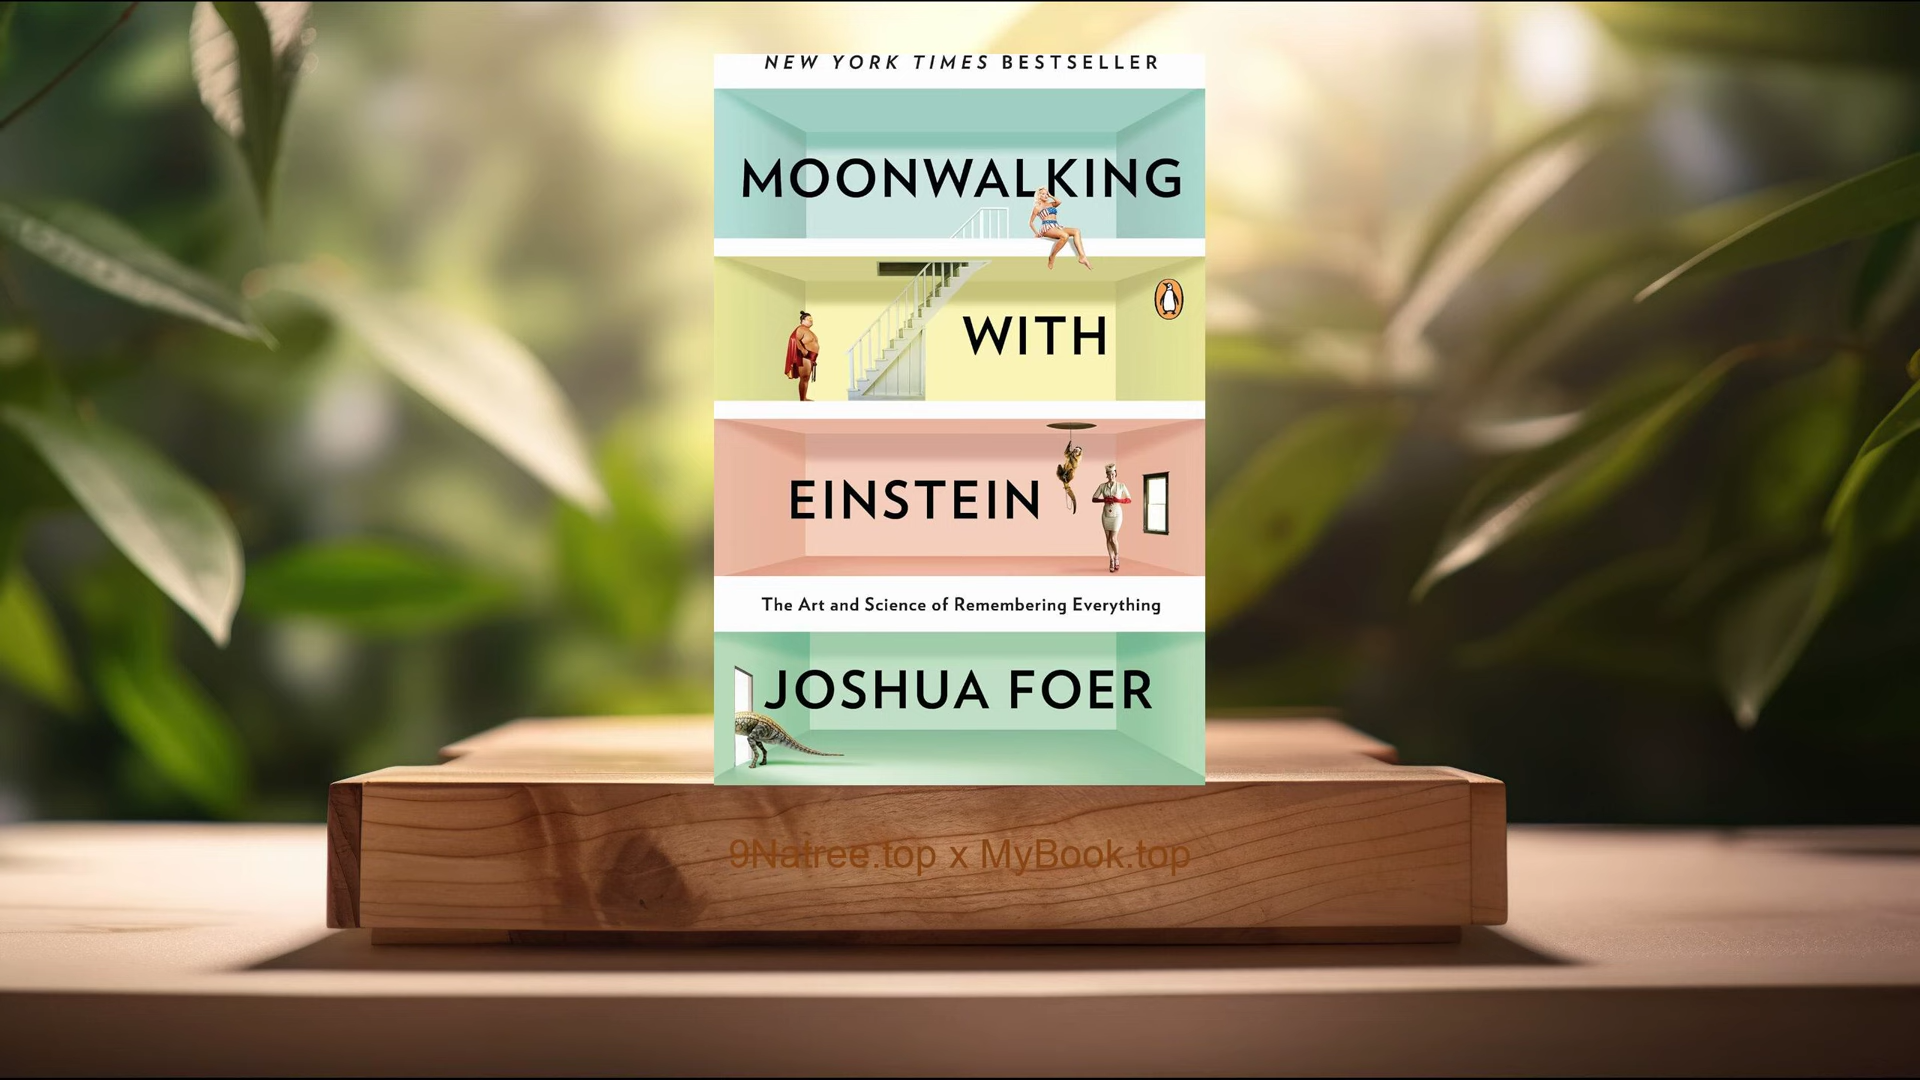 NEW YORK TIMES BESTSELLER
MOONWALKING
WITH
EINSTEIN
The Art and Science of Remembering Everything
JOSHUA FOER
9Natree.top x MyBook.top